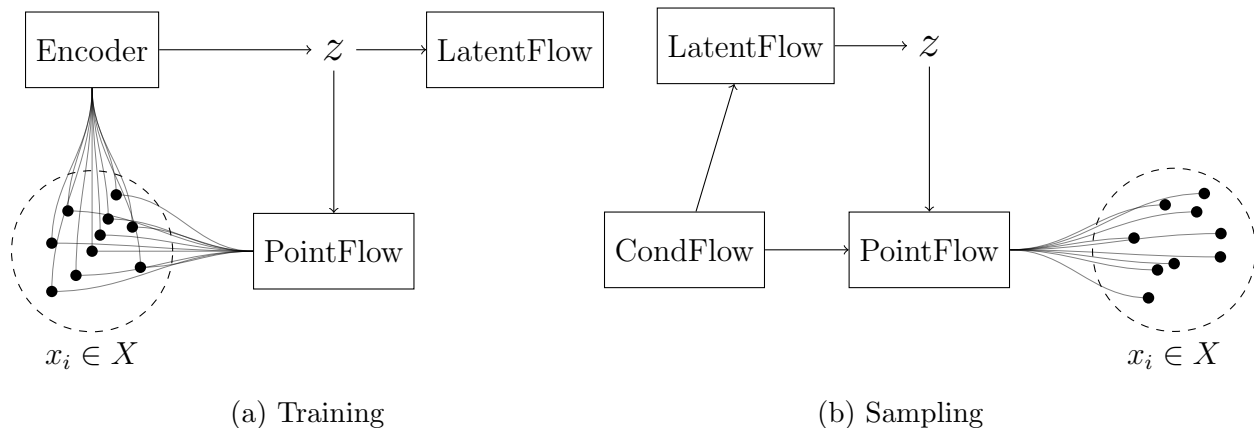 Encoder
z
LatentFlow
PointFlow
x_i ∈ X
(a) Training
LatentFlow
z
CondFlow
PointFlow
x_i ∈ X
(b) Sampling